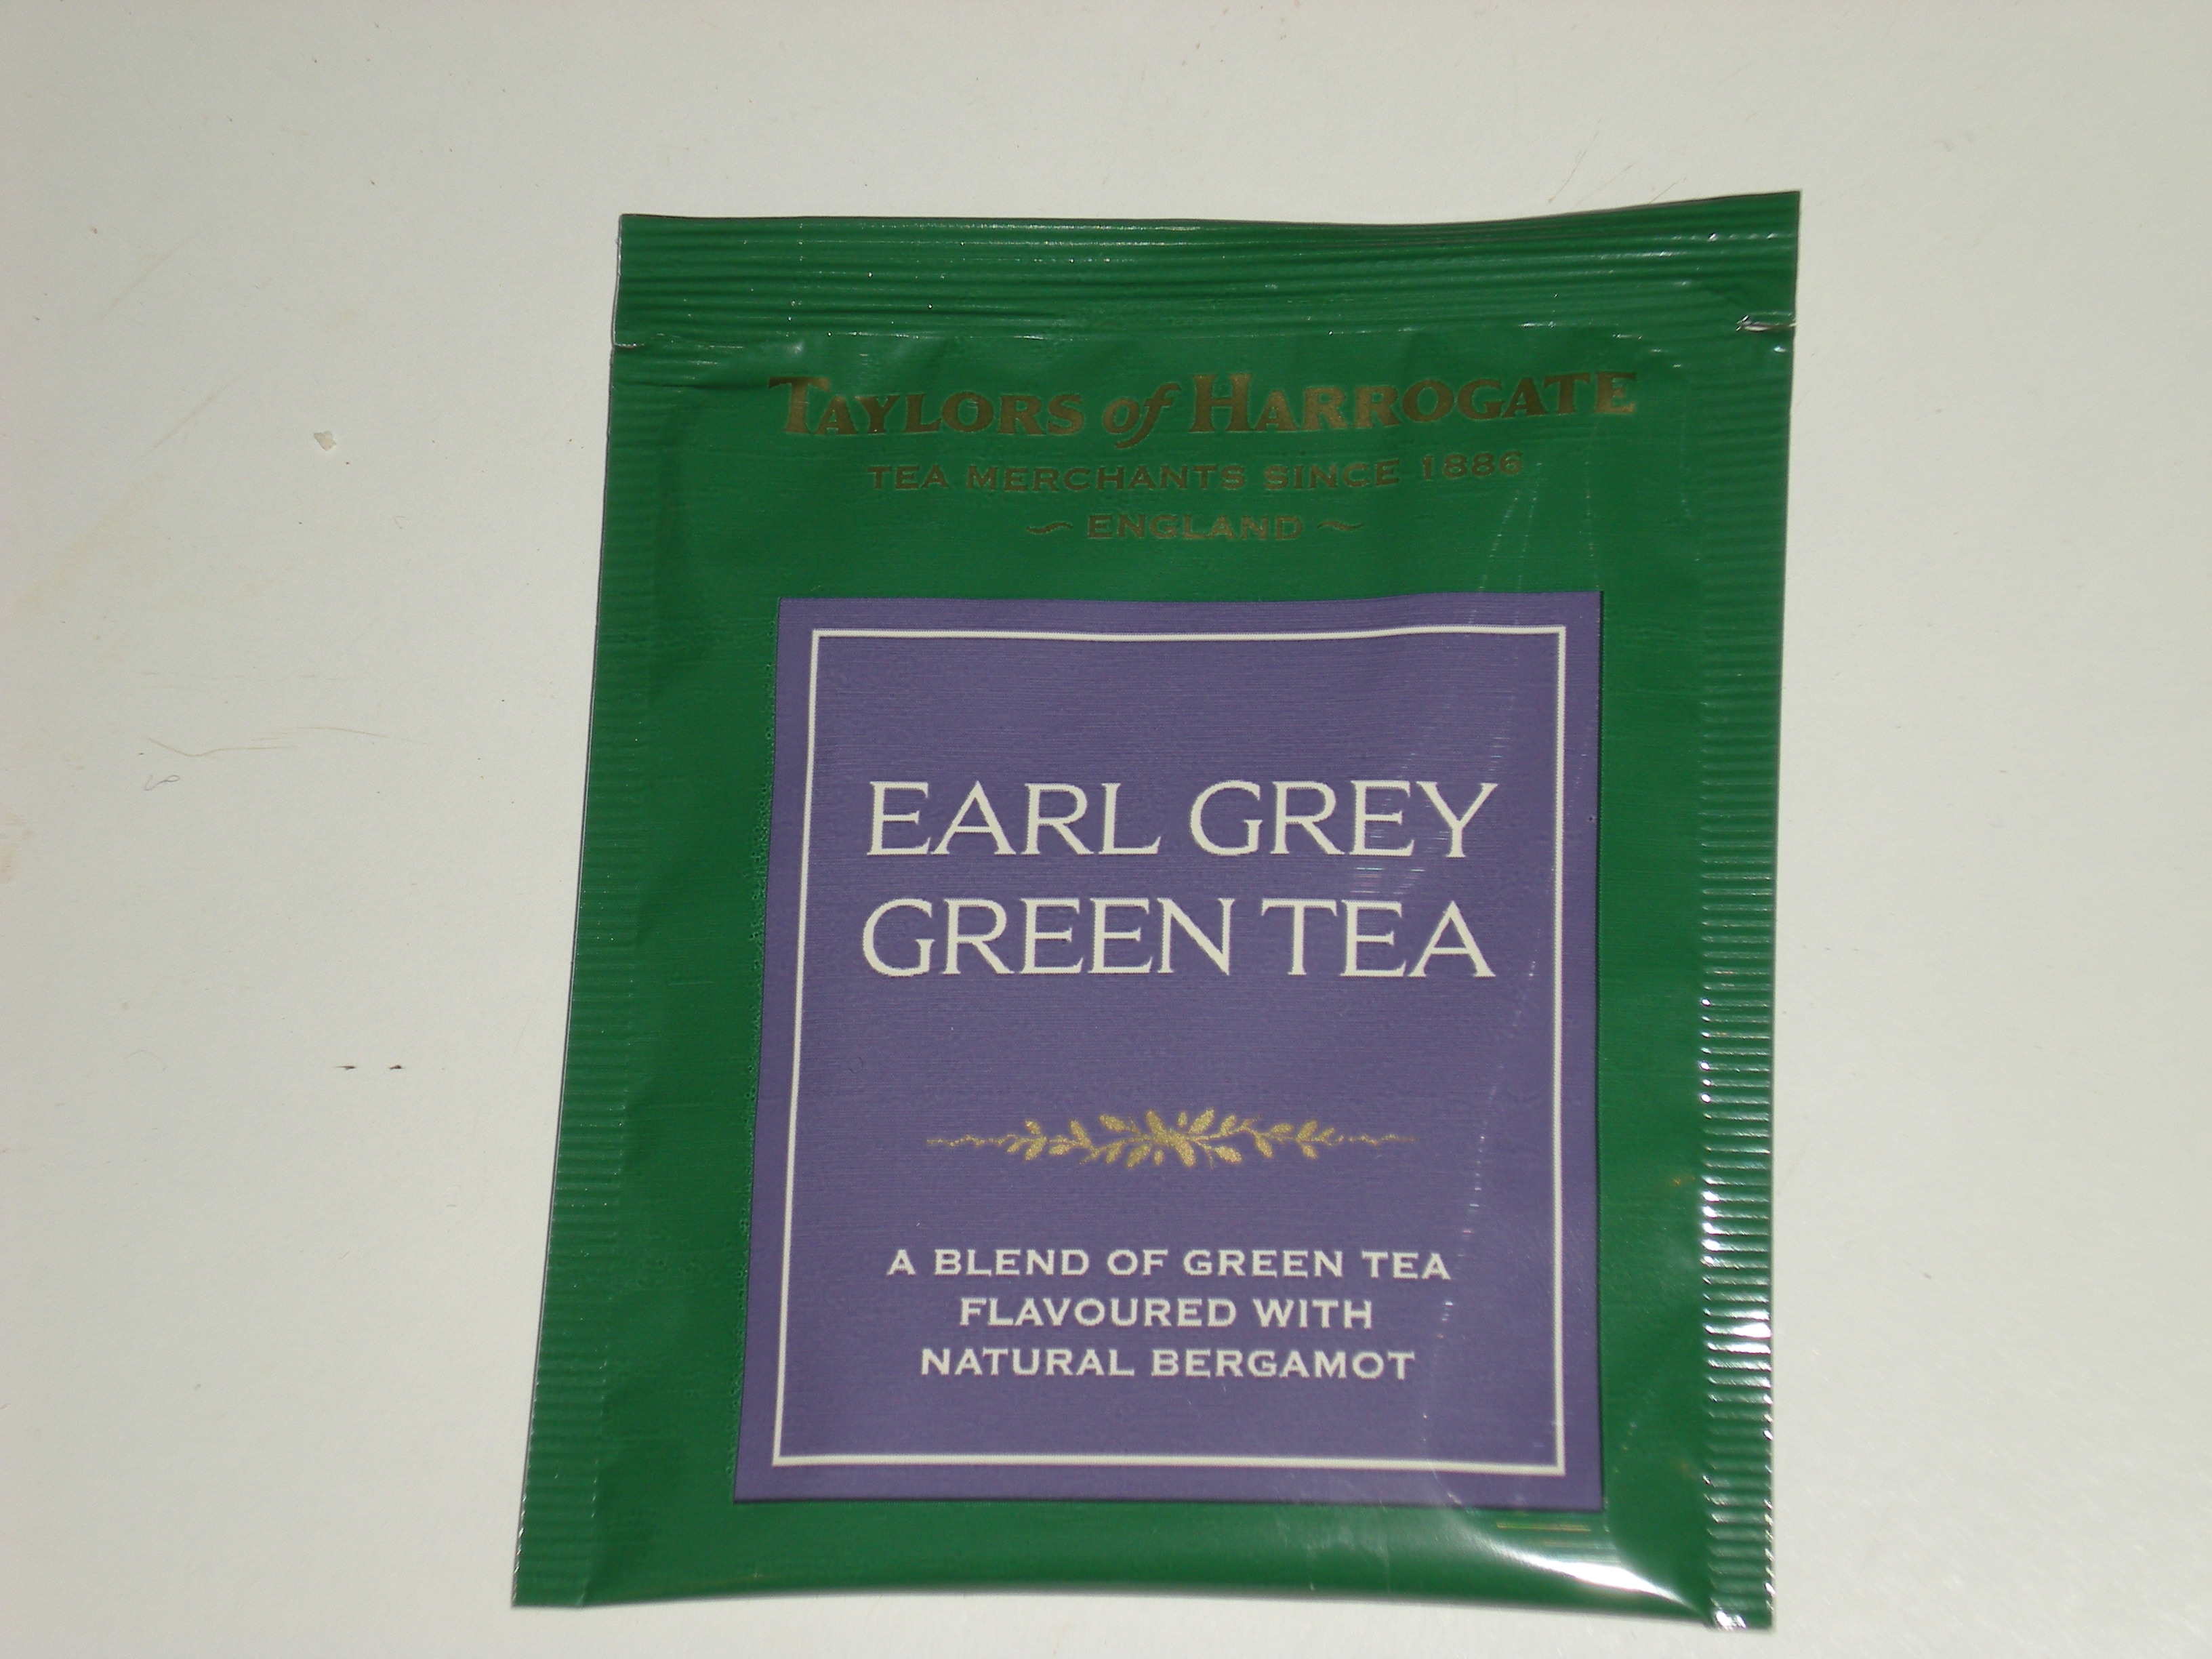 TAYLORS of HARROGATE
TEA MERCHANTS SINCE 1886
~ ENGLAND ~
EARL GREY
GREEN TEA
A BLEND OF GREEN TEA
FLAVOURED WITH
NATURAL BERGAMOT